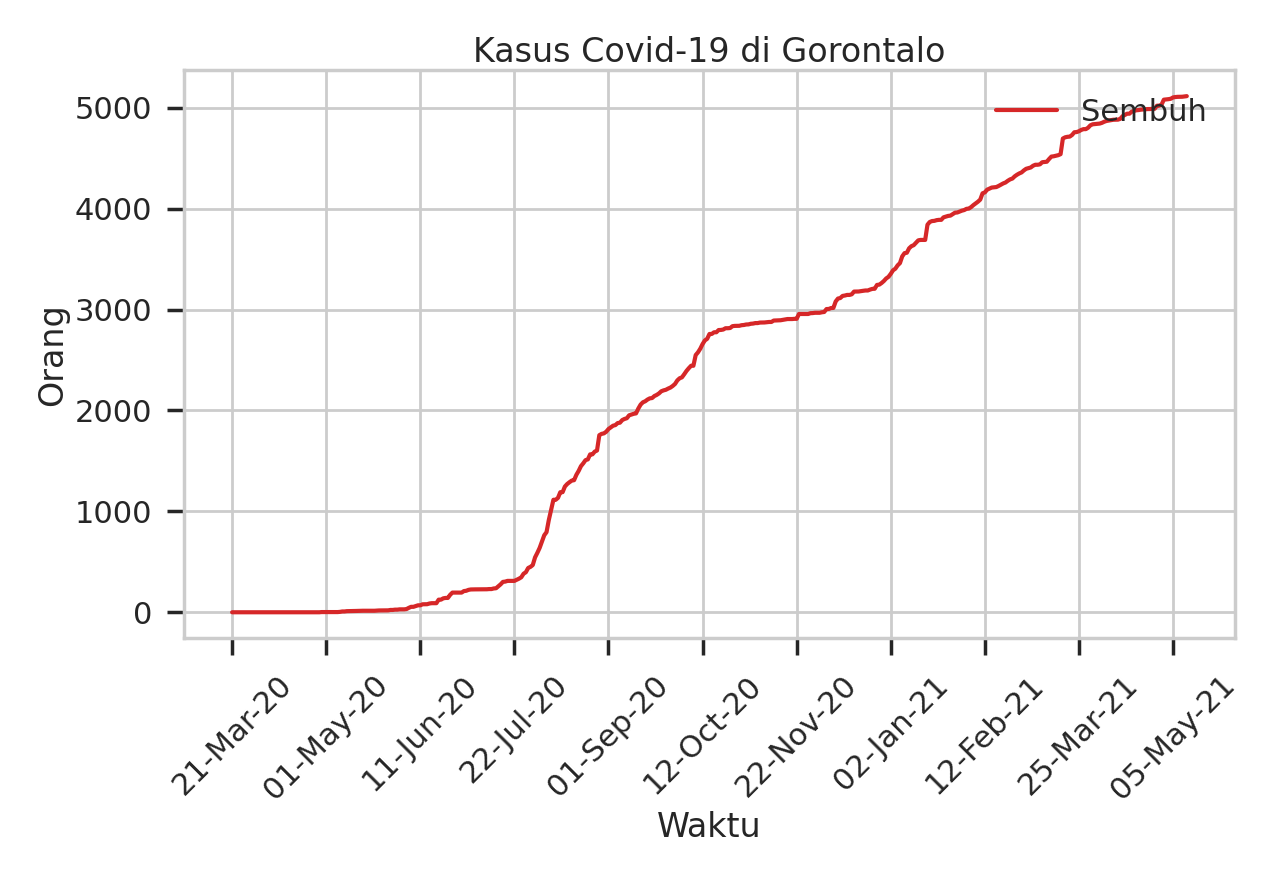 Kasus Covid-19 di Gorontalo
Sembuh
Orang
5000
4000
3000
2000
1000
0
21-Mar-20
01-May-20
11-Jun-20
22-Jul-20
01-Sep-20
12-Oct-20
22-Nov-20
02-Jan-21
12-Feb-21
25-Mar-21
05-May-21
Waktu